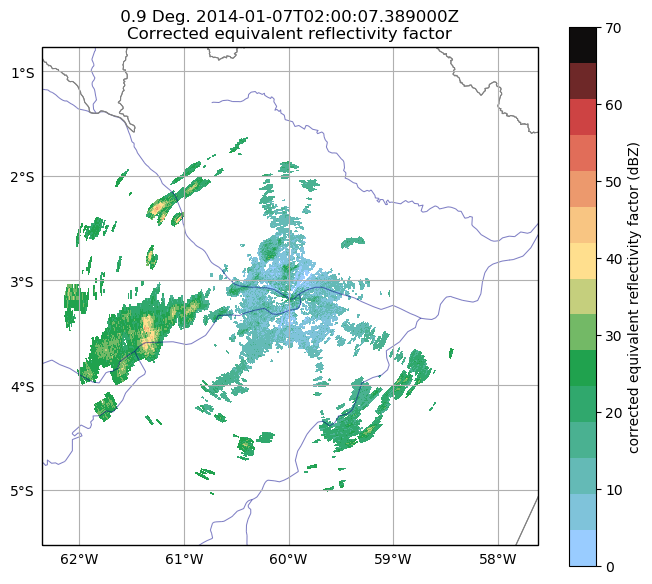 0.9 Deg. 2014-01-07T02:00:07.389000Z
Corrected equivalent reflectivity factor
1°S
2°S
3°S
4°S
5°S
62°W 61°W 60°W 59°W 58°W
70
60
50
40
30
20
10
0
corrected equivalent reflectivity factor (dBZ)